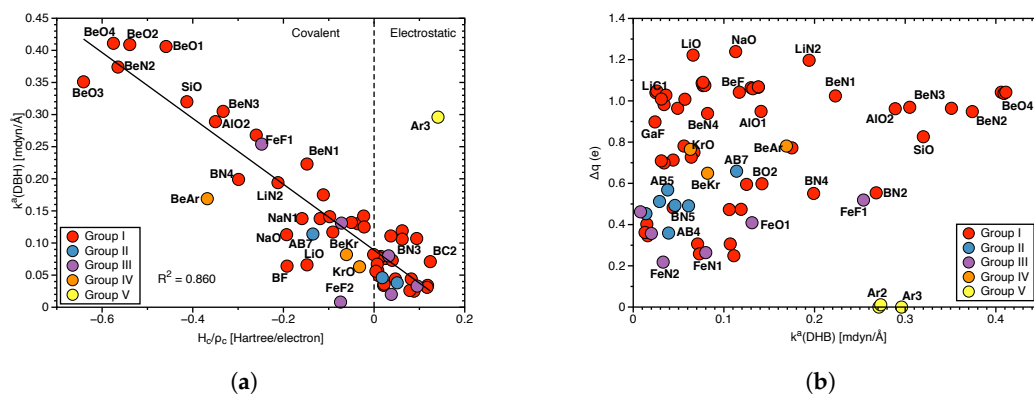 kᵃ(DBH) [mdyn/Å]
0.45
0.40
0.35
0.30
0.25
0.20
0.15
0.10
0.05
0
Covalent
Electrostatic
BeO4
BeO2
BeO1
BeN2
BeO3
SiO
BeN3
AlO2
FeF1
Ar3
BeN1
BN4
BeAr
LiN2
NaN1
NaO
AB7
BeKr
BN3
BC2
LiO
KrO
BF
FeF2
R² = 0.860
Group I
Group II
Group III
Group IV
Group V
−0.6
−0.4
−0.2
0
0.2
H꜀/ρ꜀ [Hartree/electron]
(a)
Δq (e)
1.4
1.2
1.0
0.8
0.6
0.4
0.2
0
LiO
NaO
LiN2
LiC1
BeF
BeN1
BeN3
BeO4
GaF
BeN4
AlO1
AlO2
BeN2
KrO
BeAr
SiO
AB7
AB5
BeKr
BO2
BN4
BN2
BN5
FeF1
AB4
FeO1
FeN2
FeN1
Ar2
Ar3
Group I
Group II
Group III
Group IV
Group V
0
0.1
0.2
0.3
0.4
kᵃ(DHB) [mdyn/Å]
(b)